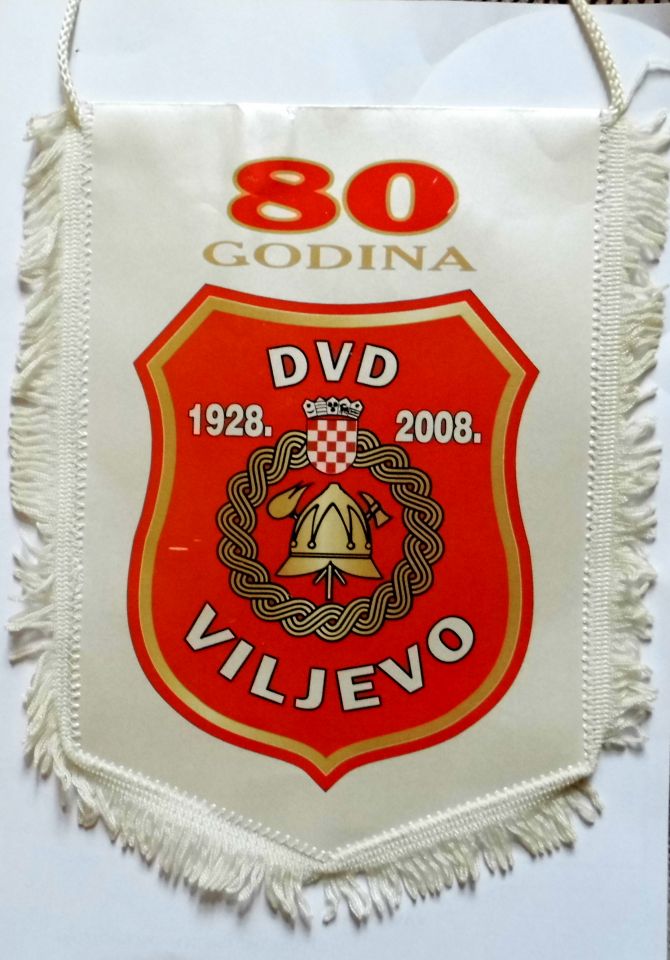 80
GODINA
DVD
1928. 2008.
VILJEVO